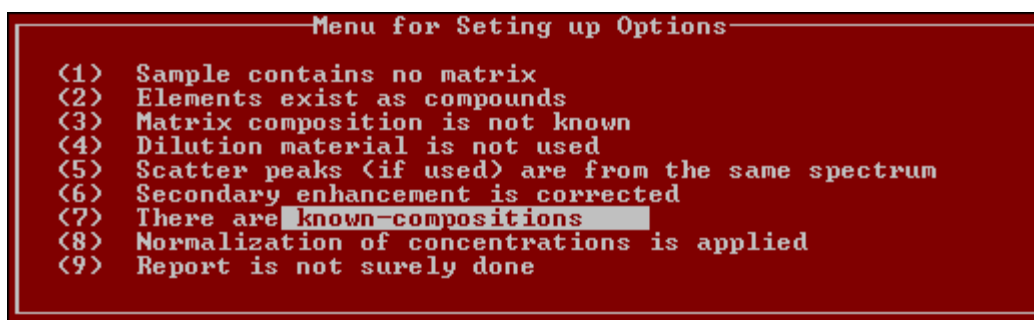 Menu for Seting up Options
(1) Sample contains no matrix
(2) Elements exist as compounds
(3) Matrix composition is not known
(4) Dilution material is not used
(5) Scatter peaks (if used) are from the same spectrum
(6) Secondary enhancement is corrected
(7) There are known-compositions
(8) Normalization of concentrations is applied
(9) Report is not surely done